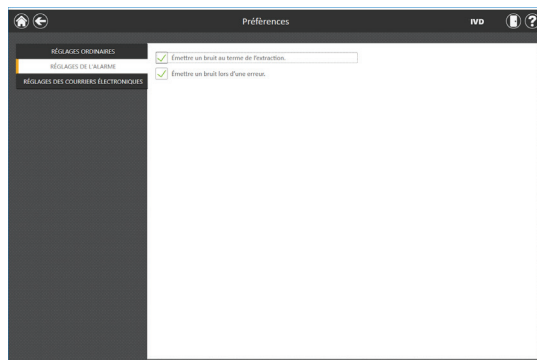 Préfèrences
IVD
?
RÉGLAGES ORDINAIRES
RÉGLAGES DE L'ALARME
RÉGLAGES DES COURRIERS ÉLECTRONIQUES
Émettre un bruit au terme de l'extraction.
Émettre un bruit lors d'une erreur.